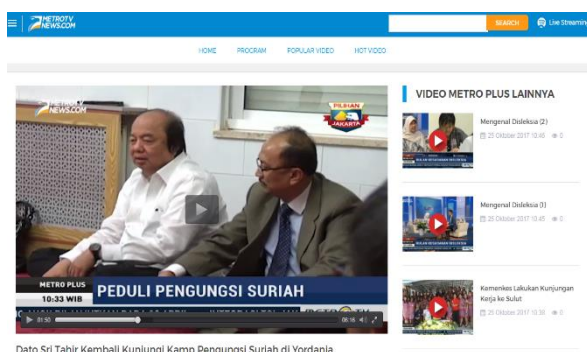 METROTV
NEWS.COM
SEARCH
Live Streaming
HOME PROGRAM POPULAR VIDEO HOT VIDEO
METROTV
NEWS.COM
PILIHAN
JAKARTA
METRO PLUS
10:33 WIB
PEDULI PENGUNGSI SURIAH
01:50
06:16
Dato Sri Tahir Kembali Kunjungi Kamp Pengungsi Suriah di Yordania
VIDEO METRO PLUS LAINNYA
Mengenal Disleksia (2)
25 Oktober 2017 13:45 0
Mengenal Disleksia (1)
25 Oktober 2017 13:45 0
Kemenkes Lakukan Kunjungan
Kerja ke Sulut
25 Oktober 2017 13:38 0